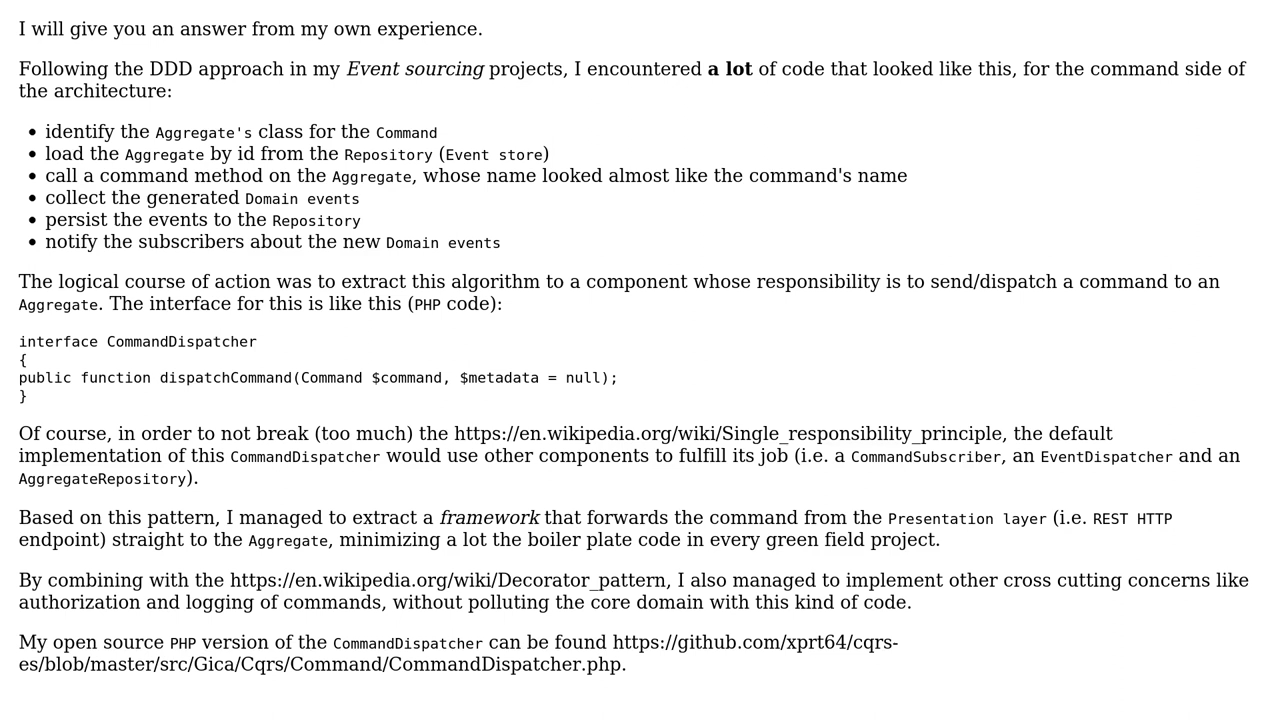 I will give you an answer from my own experience.
Following the DDD approach in my Event sourcing projects, I encountered a lot of code that looked like this, for the command side of
the architecture:
• identify the Aggregate's class for the Command
• load the Aggregate by id from the Repository (Event store)
• call a command method on the Aggregate, whose name looked almost like the command's name
• collect the generated Domain events
• persist the events to the Repository
• notify the subscribers about the new Domain events
The logical course of action was to extract this algorithm to a component whose responsibility is to send/dispatch a command to an
Aggregate. The interface for this is like this (PHP code):
interface CommandDispatcher
{
public function dispatchCommand(Command $command, $metadata = null);
}
Of course, in order to not break (too much) the https://en.wikipedia.org/wiki/Single_responsibility_principle, the default
implementation of this CommandDispatcher would use other components to fulfill its job (i.e. a CommandSubscriber, an EventDispatcher and an
AggregateRepository).
Based on this pattern, I managed to extract a framework that forwards the command from the Presentation layer (i.e. REST HTTP
endpoint) straight to the Aggregate, minimizing a lot the boiler plate code in every green field project.
By combining with the https://en.wikipedia.org/wiki/Decorator_pattern, I also managed to implement other cross cutting concerns like
authorization and logging of commands, without polluting the core domain with this kind of code.
My open source PHP version of the CommandDispatcher can be found https://github.com/xprt64/cqrs-
es/blob/master/src/Gica/Cqrs/Command/CommandDispatcher.php.